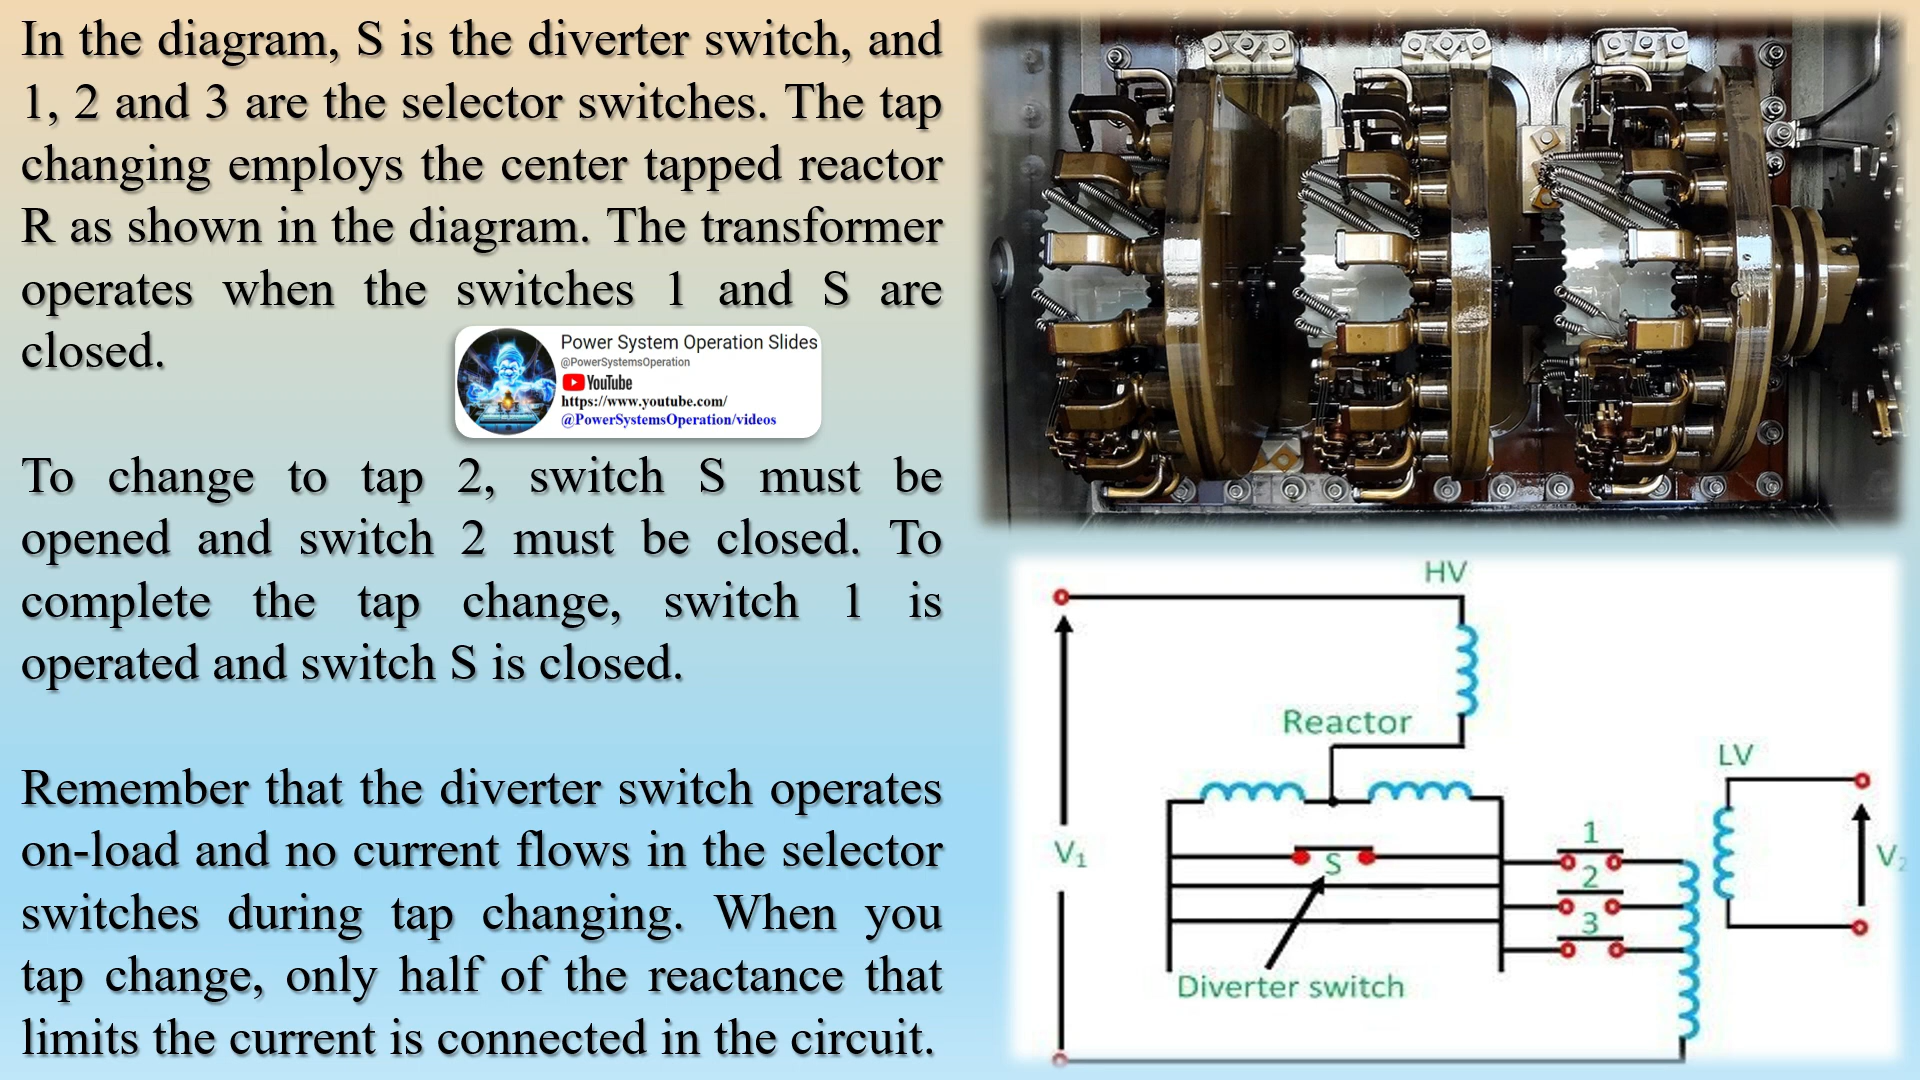 In the diagram, S is the diverter switch, and
1, 2 and 3 are the selector switches. The tap
changing employs the center tapped reactor
R as shown in the diagram. The transformer
operates when the switches 1 and S are
closed.
Power System Operation Slides
@PowerSystemsOperation
YouTube
https://www.youtube.com/
@PowerSystemsOperation/videos
To change to tap 2, switch S must be
opened and switch 2 must be closed. To
complete the tap change, switch 1 is
operated and switch S is closed.
Remember that the diverter switch operates
on-load and no current flows in the selector
switches during tap changing. When you
tap change, only half of the reactance that
limits the current is connected in the circuit.
HV
Reactor
LV
1
V₁
S
2
V₂
3
Diverter switch